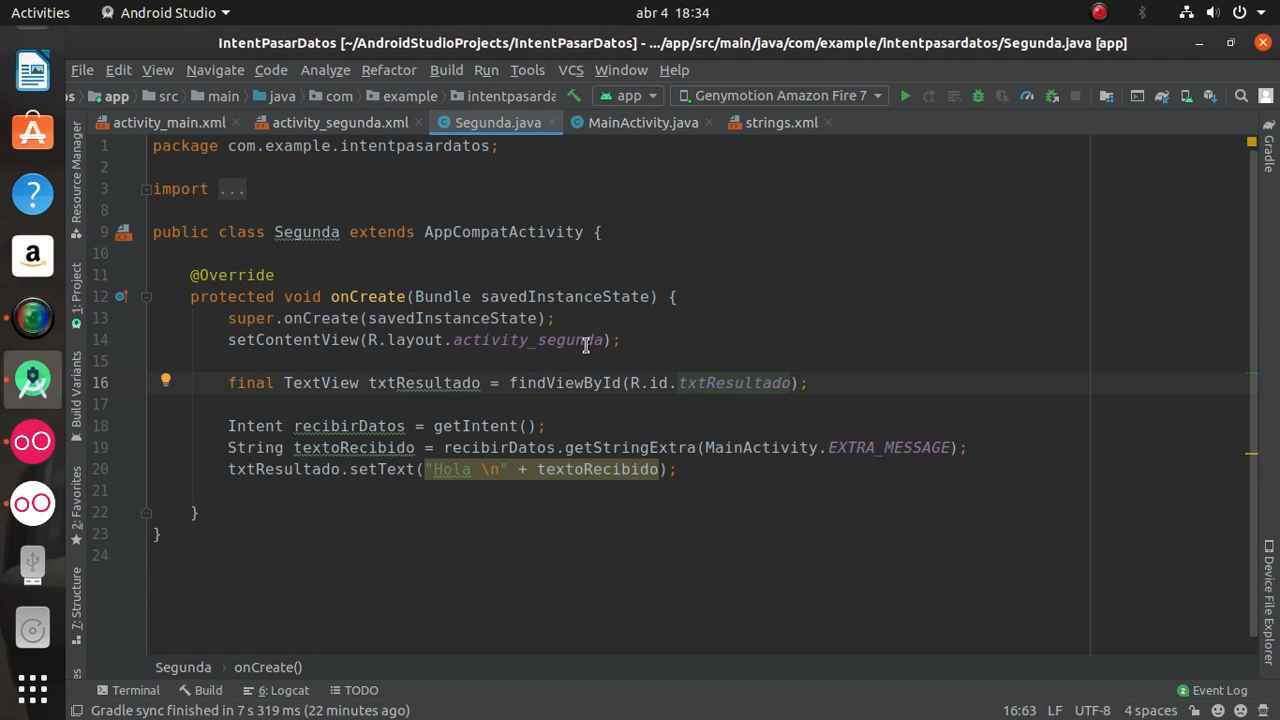 Activities
Android Studio
abr 4 18:34
IntentPasarDatos [~/AndroidStudioProjects/IntentPasarDatos] - .../app/src/main/java/com/example/intentpasardatos/Segunda.java [app]
File Edit View Navigate Code Analyze Refactor Build Run Tools VCS Window Help
app src main java com example intentpasarda app Genymotion Amazon Fire 7
activity_main.xml activity_segunda.xml Segunda.java MainActivity.java strings.xml
1 package com.example.intentpasardatos;
2
3 import ...
8
9 public class Segunda extends AppCompatActivity {
10
11 @Override
12 protected void onCreate(Bundle savedInstanceState) {
13 super.onCreate(savedInstanceState);
14 setContentView(R.layout.activity_segunda);
15
16 final TextView txtResultado = findViewById(R.id.txtResultado);
17
18 Intent recibirDatos = getIntent();
19 String textoRecibido = recibirDatos.getStringExtra(MainActivity.EXTRA_MESSAGE);
20 txtResultado.setText("Hola \n" + textoRecibido);
21
22 }
23 }
24
Resource Manager
1: Project
Build Variants
2: Favorites
7: Structure
Gradle
Device File Explorer
Segunda onCreate()
Terminal Build 6: Logcat TODO
2 Event Log
Gradle sync finished in 7 s 319 ms (22 minutes ago)
16:63 LF UTF-8 4 spaces